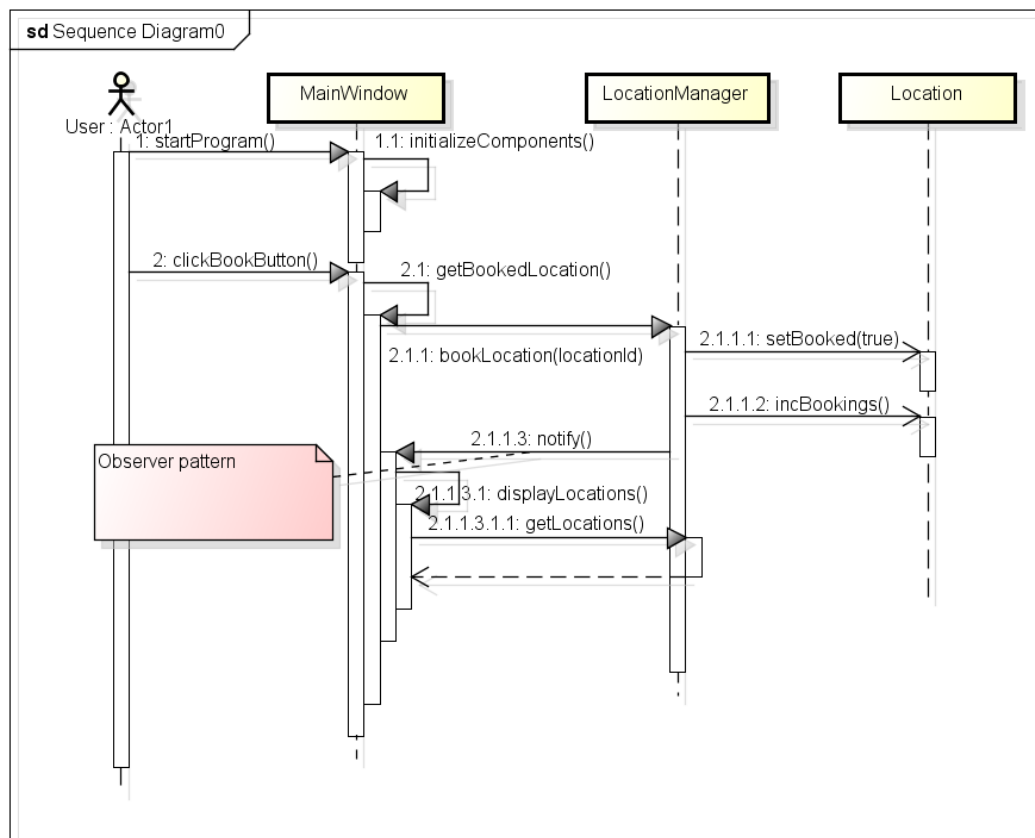 sd Sequence Diagram0
User : Actor1
MainWindow
LocationManager
Location
1: startProgram()
1.1: initializeComponents()
2: clickBookButton()
2.1: getBookedLocation()
2.1.1: bookLocation(locationId)
2.1.1.1: setBooked(true)
2.1.1.2: incBookings()
2.1.1.3: notify()
Observer pattern
2.1.1.3.1: displayLocations()
2.1.1.3.1.1: getLocations()